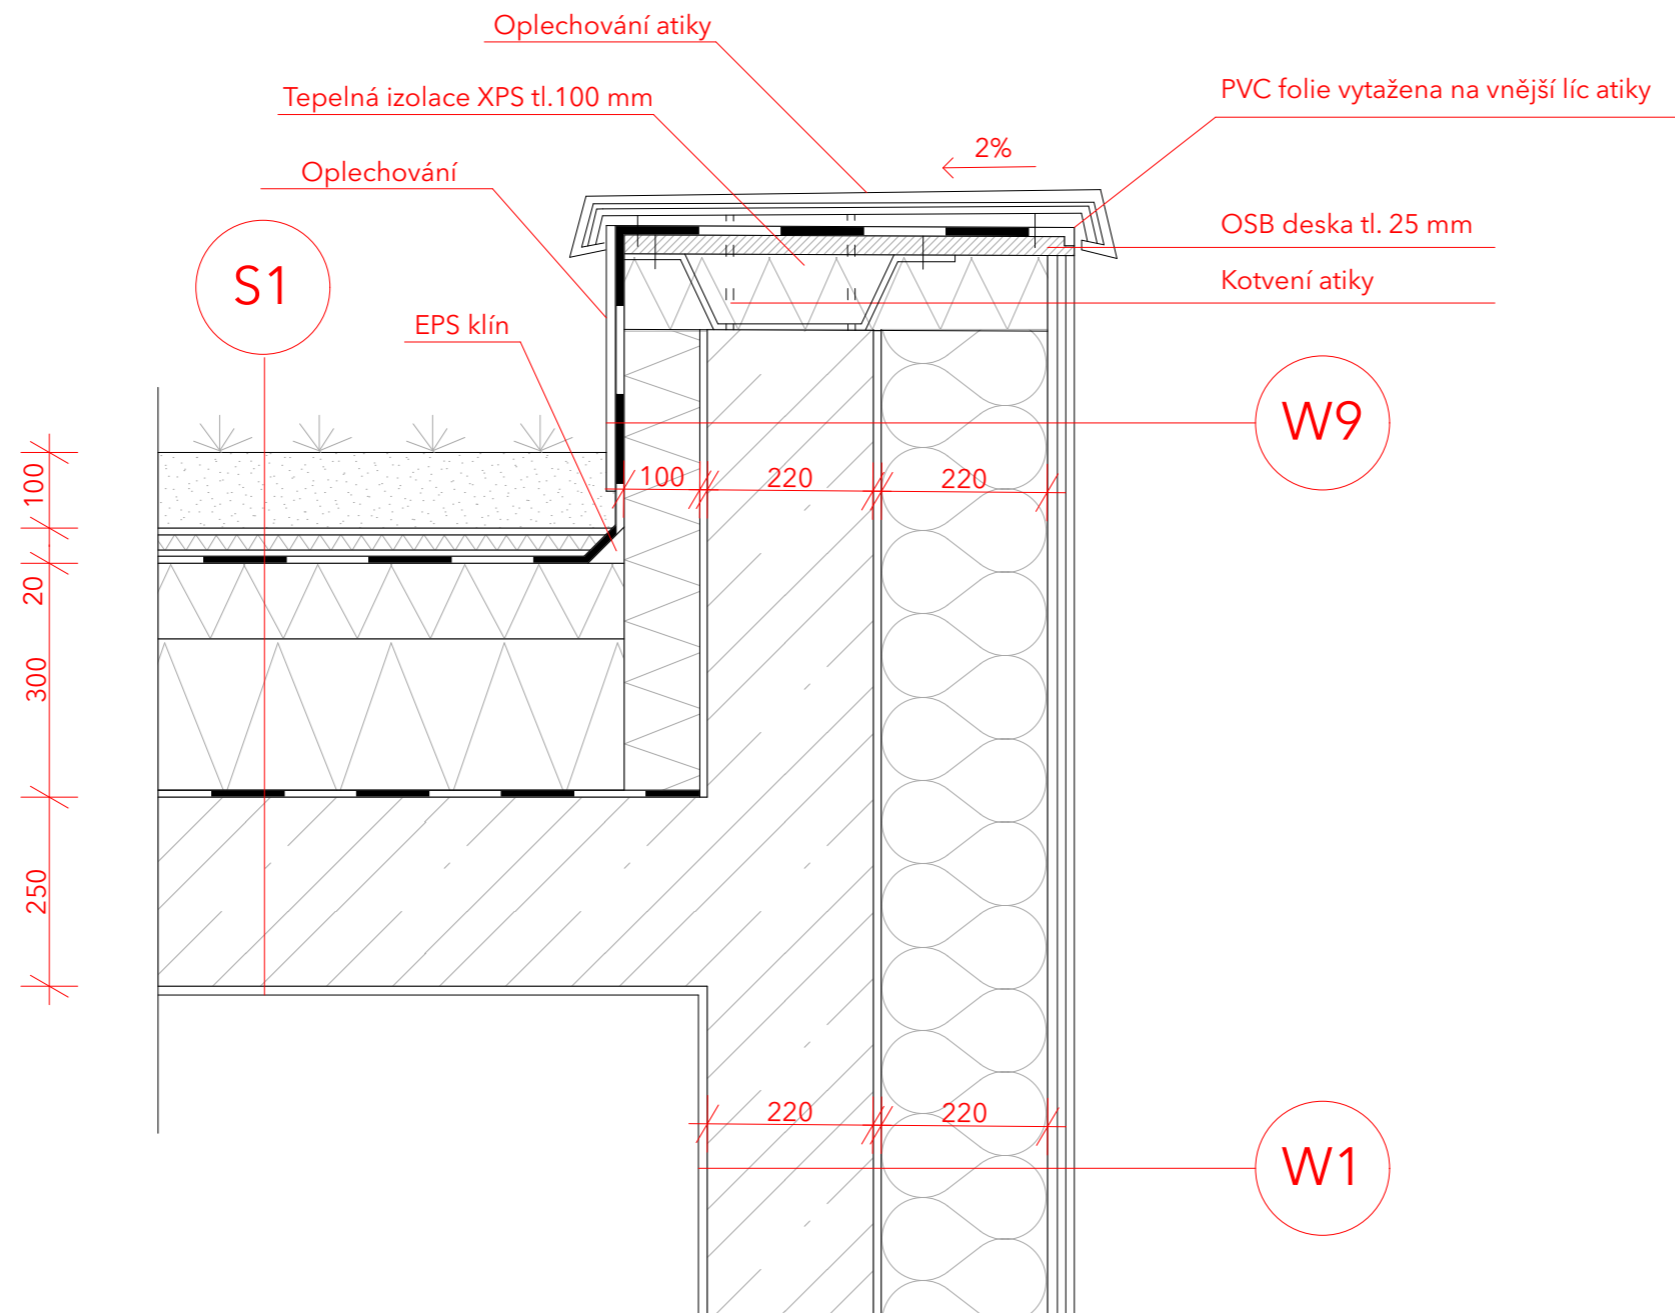 Oplechování atiky
Tepelná izolace XPS tl.100 mm
PVC folie vytažena na vnější líc atiky
2%
Oplechování
OSB deska tl. 25 mm
S1
Kotvení atiky
EPS klín
W9
100
100
220
220
20
300
250
220
220
W1